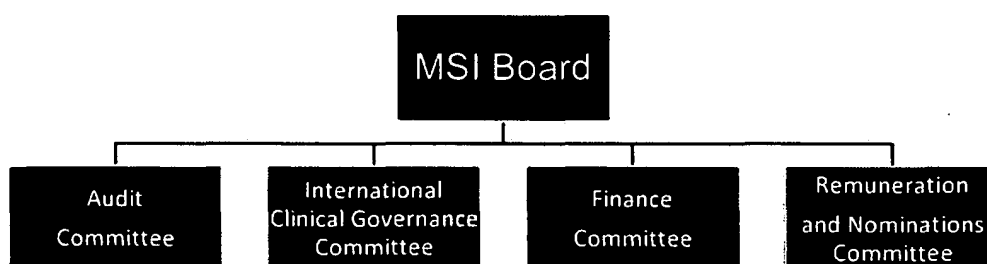 MSI Board
Audit
Committee
International
Clinical Governance
Committee
Finance
Committee
Remuneration
and Nominations
Committee